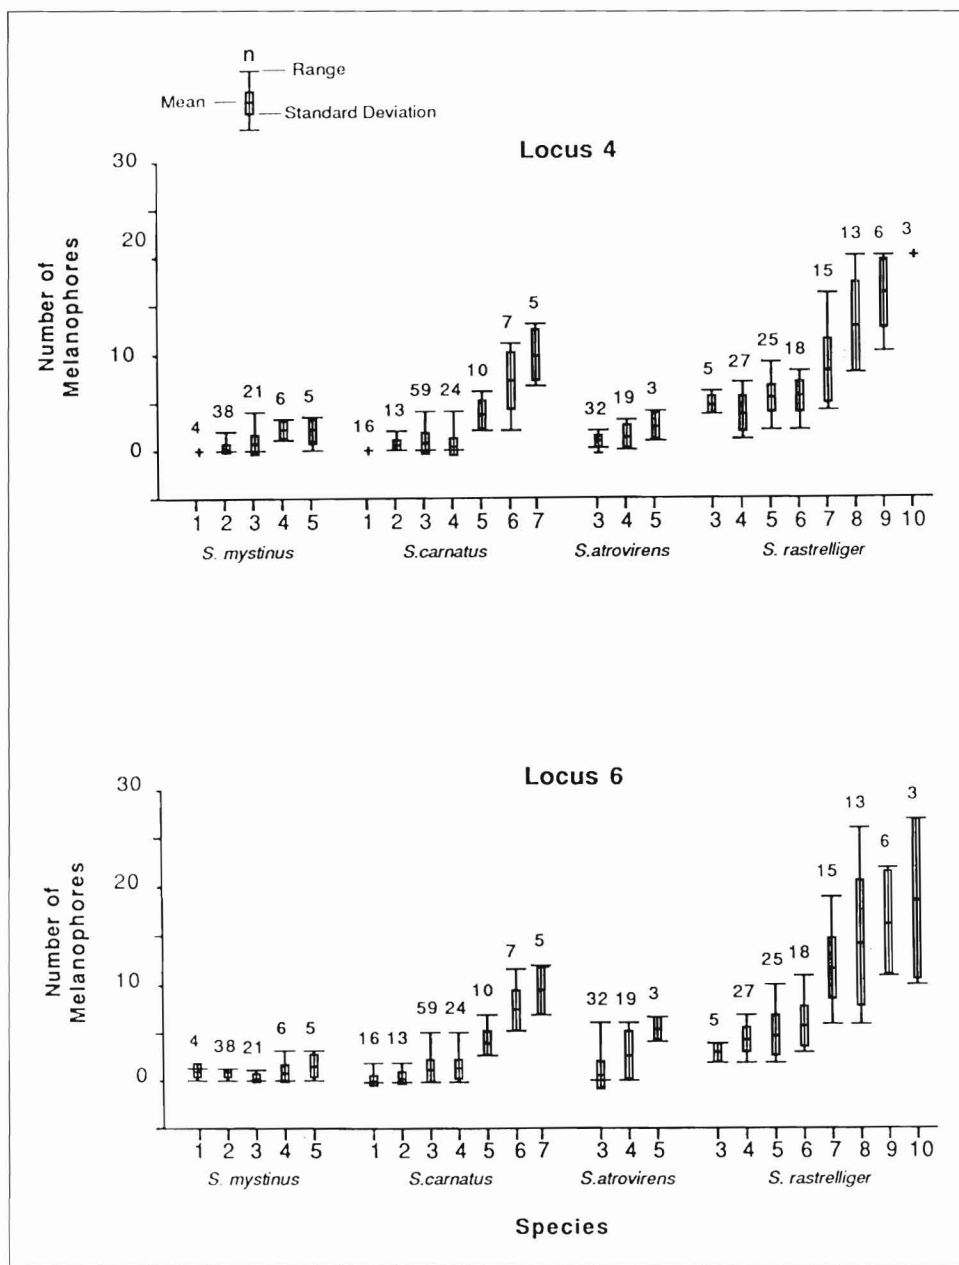 n
Range
Mean
Standard Deviation
Locus 4
Number of
Melanophores
30
20
10
0
4 38 21 6 5
16 13 59 24 10 7 5
32 19 3
5 27 25 18 15 13 6 3
1 2 3 4 5 1 2 3 4 5 6 7 3 4 5 3 4 5 6 7 8 9 10
S. mystinus S.carnatus S.atrovirens S. rastrelliger
Locus 6
Number of
Melanophores
30
20
10
0
4 38 21 6 5
16 13 59 24 10 7 5
32 19 3
5 27 25 18 15 13 6 3
1 2 3 4 5 1 2 3 4 5 6 7 3 4 5 3 4 5 6 7 8 9 10
S. mystinus S.carnatus S.atrovirens S. rastrelliger
Species